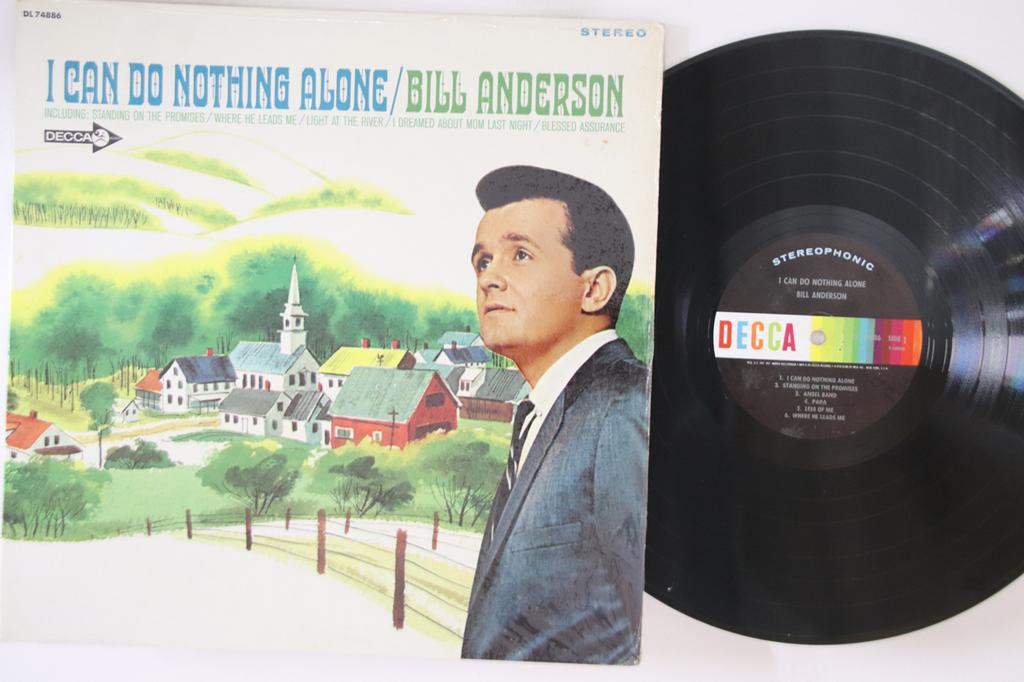 DL 74886
STEREO
I CAN DO NOTHING ALONE/BILL ANDERSON
INCLUDING: STANDING ON THE PROMISES / WHERE HE LEADS ME / LIGHT AT THE RIVER / I DREAMED ABOUT MOM LAST NIGHT / BLESSED ASSURANCE
DECCA
STEREOPHONIC
I CAN DO NOTHING ALONE
BILL ANDERSON
DECCA
SIDE
1. I CAN DO NOTHING ALONE
2. STANDING ON THE PROMISES
3. ANGEL BAND
4. PAPA
5. LESS OF ME
6. WHERE HE LEADS ME